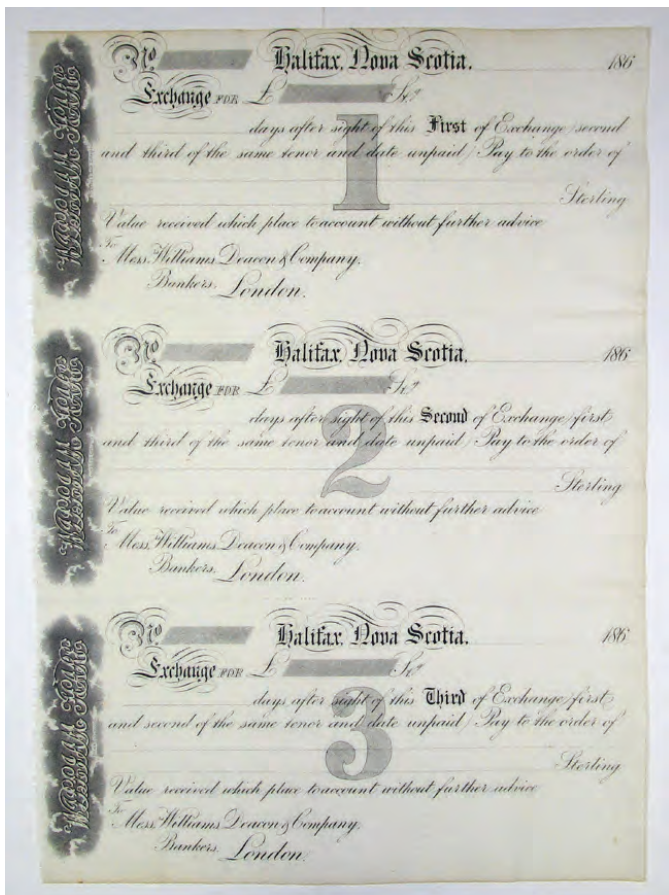 No Halifax, Nova Scotia. 186
Exchange FOR £ Stg
1
days after sight of this First of Exchange (second
and third of the same tenor and date unpaid) Pay to the order of
Sterling
Value received which place to account without further advice
To Mess. Williams Deacon & Company.
Bankers. London.
No Halifax, Nova Scotia. 186
Exchange FOR £ Stg
2
days after sight of this Second of Exchange (first
and third of the same tenor and date unpaid) Pay to the order of
Sterling
Value received which place to account without further advice
To Mess. Williams Deacon & Company.
Bankers. London.
No Halifax, Nova Scotia. 186
Exchange FOR £ Stg
3
days after sight of this Third of Exchange (first
and second of the same tenor and date unpaid) Pay to the order of
Sterling
Value received which place to account without further advice
To Mess. Williams Deacon & Company.
Bankers. London.